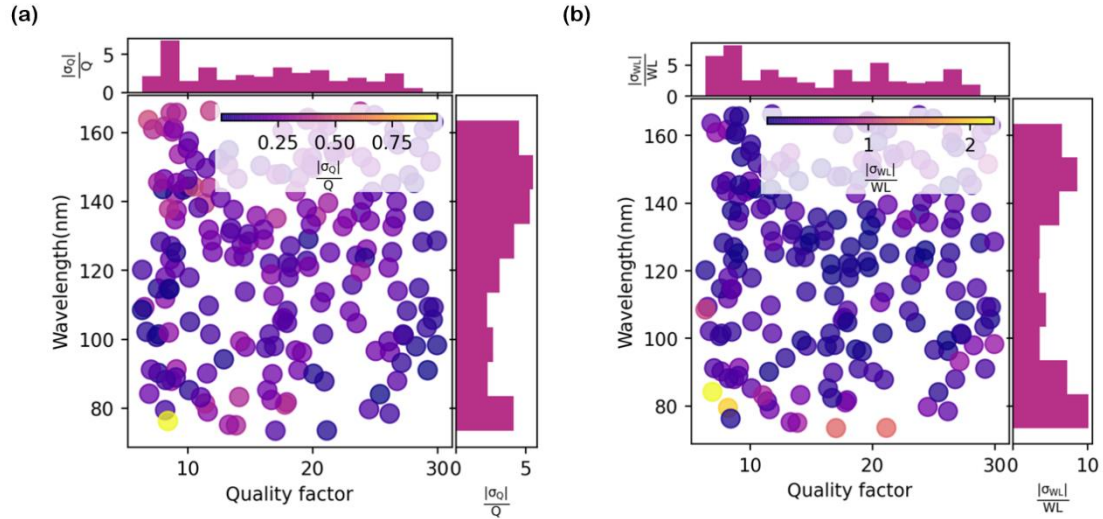 (a)
(b)
|σQ|
Q
5
0
|σWL|
WL
5
0
160
140
120
100
80
Wavelength(nm)
0.25 0.50 0.75
|σQ|
Q
10 20 30
Quality factor
0 5
|σQ|
Q
160
140
120
100
80
Wavelength(nm)
1 2
|σWL|
WL
10 20 30
Quality factor
0 10
|σWL|
WL